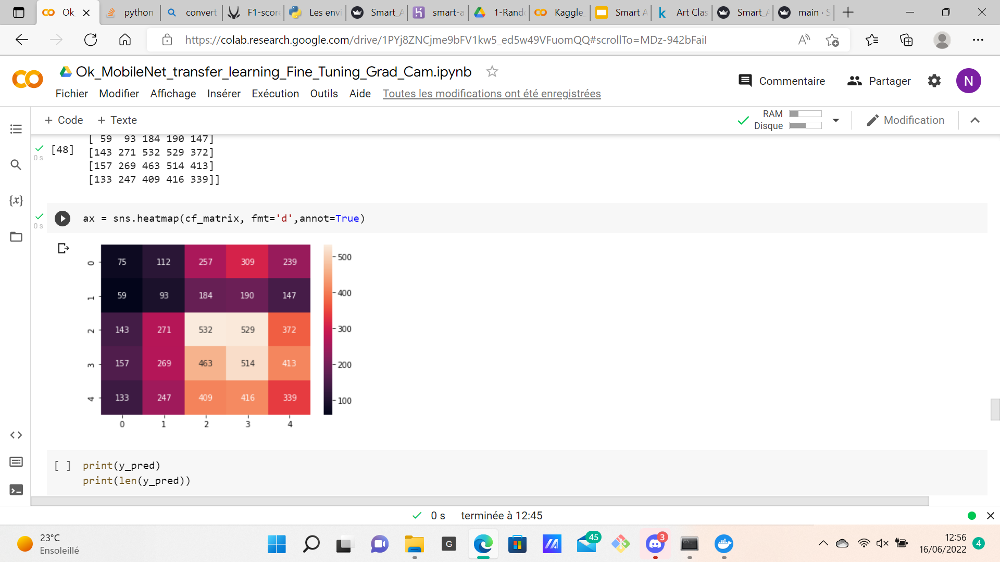 Ok_
python
convert
F1-scor
Les envi
Smart_A
smart-a
1-Rand
Kaggle_
Smart A
Art Clas
Smart_A
main · S
https://colab.research.google.com/drive/1PYj8ZNCjme9bFV1kw5_ed5w49VFuomQQ#scrollTo=MDz-942bFail
Ok_MobileNet_transfer_learning_Fine_Tuning_Grad_Cam.ipynb
Commentaire
Partager
N
Fichier Modifier Affichage Insérer Exécution Outils Aide Toutes les modifications ont été enregistrées
+ Code + Texte
RAM
Disque
Modification
[ 59 93 184 190 147]
[48]
0 s
[143 271 532 529 372]
[157 269 463 514 413]
[133 247 409 416 339]]
{x}
0 s
ax = sns.heatmap(cf_matrix, fmt='d',annot=True)
0 75 112 257 309 239
1 59 93 184 190 147
2 143 271 532 529 372
3 157 269 463 514 413
4 133 247 409 416 339
0 1 2 3 4
500
400
300
200
100
[ ] print(y_pred)
print(len(y_pred))
0 s terminée à 12:45
23°C
Ensoleillé
G
45
3
12:56
16/06/2022
4